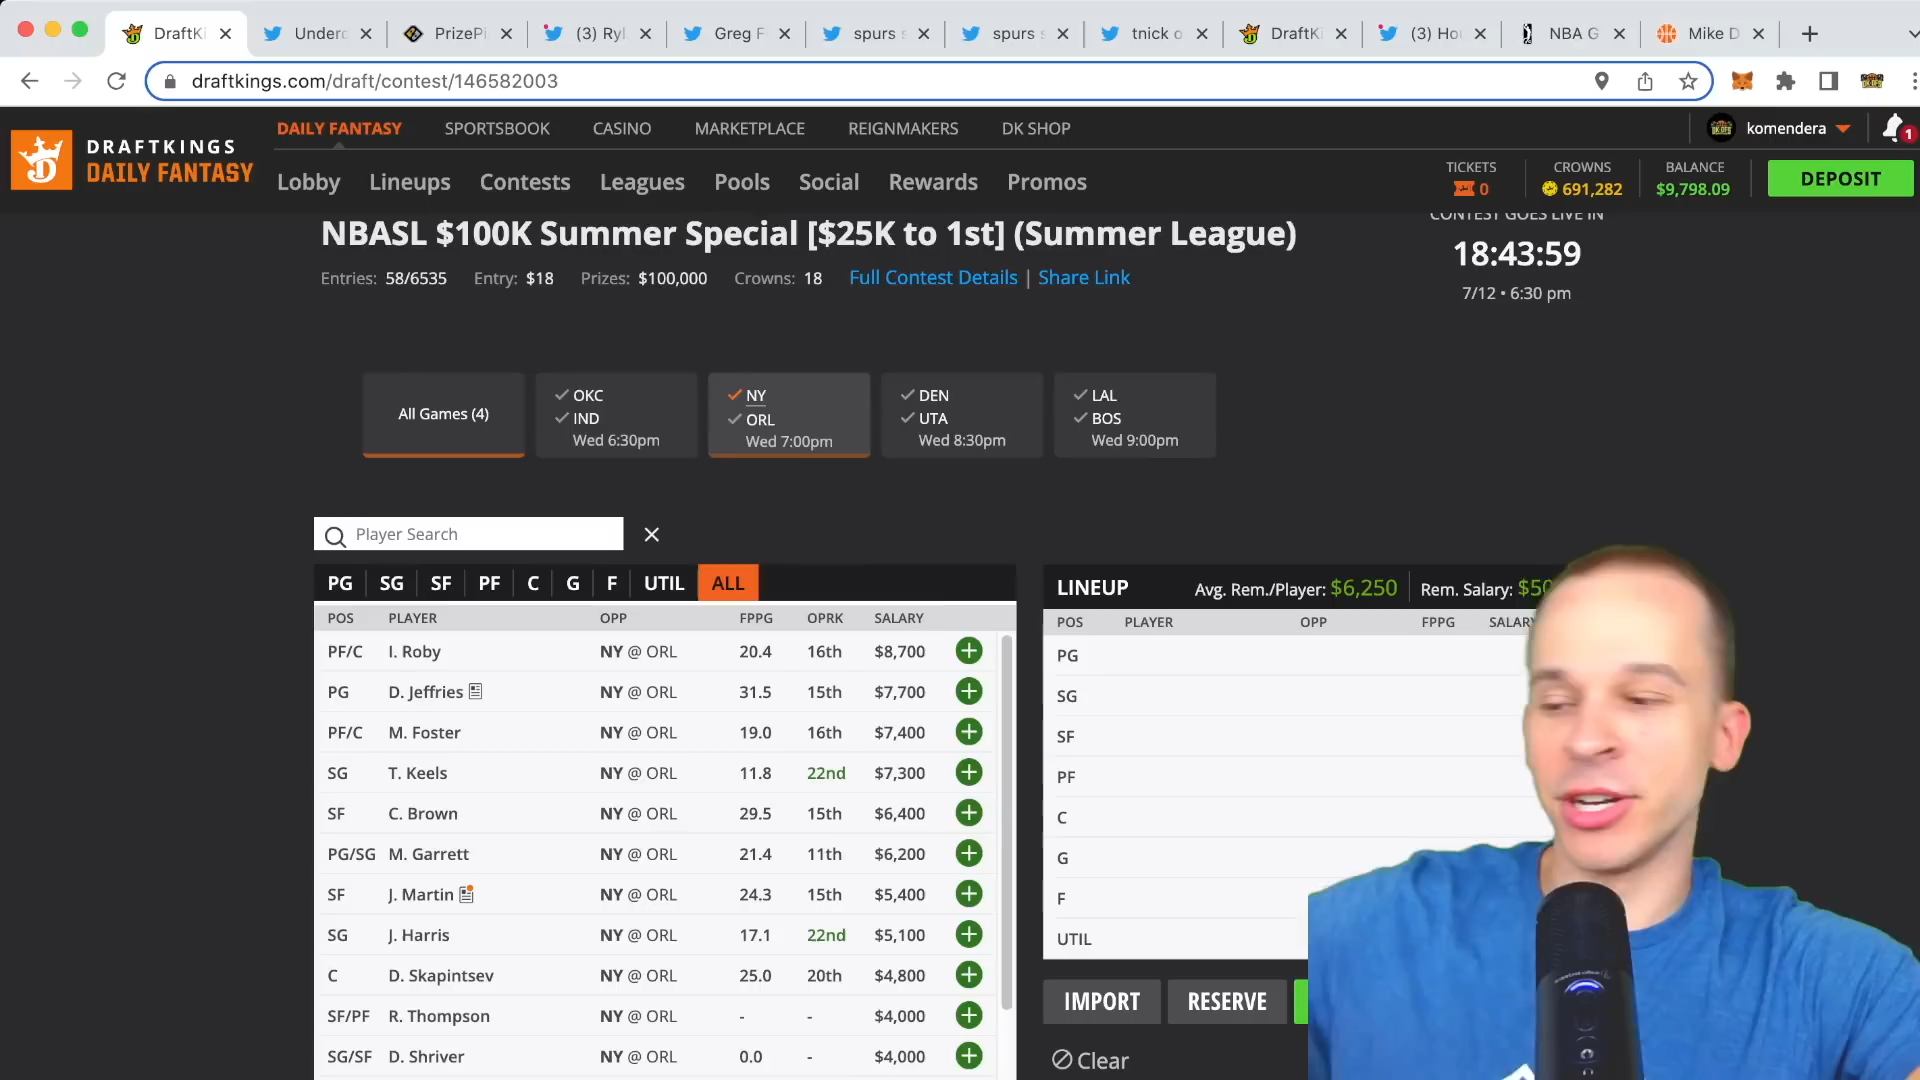 DraftKi
Underd
PrizePi
(3) Ryl
Greg F
spurs s
spurs s
tnick o
DraftKi
(3) Hou
NBA G
Mike D
draftkings.com/draft/contest/146582003
DRAFTKINGS
DAILY FANTASY
DAILY FANTASY SPORTSBOOK CASINO MARKETPLACE REIGNMAKERS DK SHOP
komendera
1
Lobby Lineups Contests Leagues Pools Social Rewards Promos
TICKETS CROWNS BALANCE
0 691,282 $9,798.09
DEPOSIT
NBASL $100K Summer Special [$25K to 1st] (Summer League)
CONTEST GOES LIVE IN
18:43:59
7/12 • 6:30 pm
Entries: 58/6535 Entry: $18 Prizes: $100,000 Crowns: 18 Full Contest Details | Share Link
All Games (4)
OKC
IND
Wed 6:30pm
NY
ORL
Wed 7:00pm
DEN
UTA
Wed 8:30pm
LAL
BOS
Wed 9:00pm
Player Search
PG SG SF PF C G F UTIL ALL
POS PLAYER OPP FPPG OPRK SALARY
PF/C I. Roby NY @ ORL 20.4 16th $8,700
PG D. Jeffries NY @ ORL 31.5 15th $7,700
PF/C M. Foster NY @ ORL 19.0 16th $7,400
SG T. Keels NY @ ORL 11.8 22nd $7,300
SF C. Brown NY @ ORL 29.5 15th $6,400
PG/SG M. Garrett NY @ ORL 21.4 11th $6,200
SF J. Martin NY @ ORL 24.3 15th $5,400
SG J. Harris NY @ ORL 17.1 22nd $5,100
C D. Skapintsev NY @ ORL 25.0 20th $4,800
SF/PF R. Thompson NY @ ORL - - $4,000
SG/SF D. Shriver NY @ ORL 0.0 - $4,000
LINEUP Avg. Rem./Player: $6,250 Rem. Salary: $50
POS PLAYER OPP FPPG SALARY
PG
SG
SF
PF
C
G
F
UTIL
IMPORT RESERVE
Clear